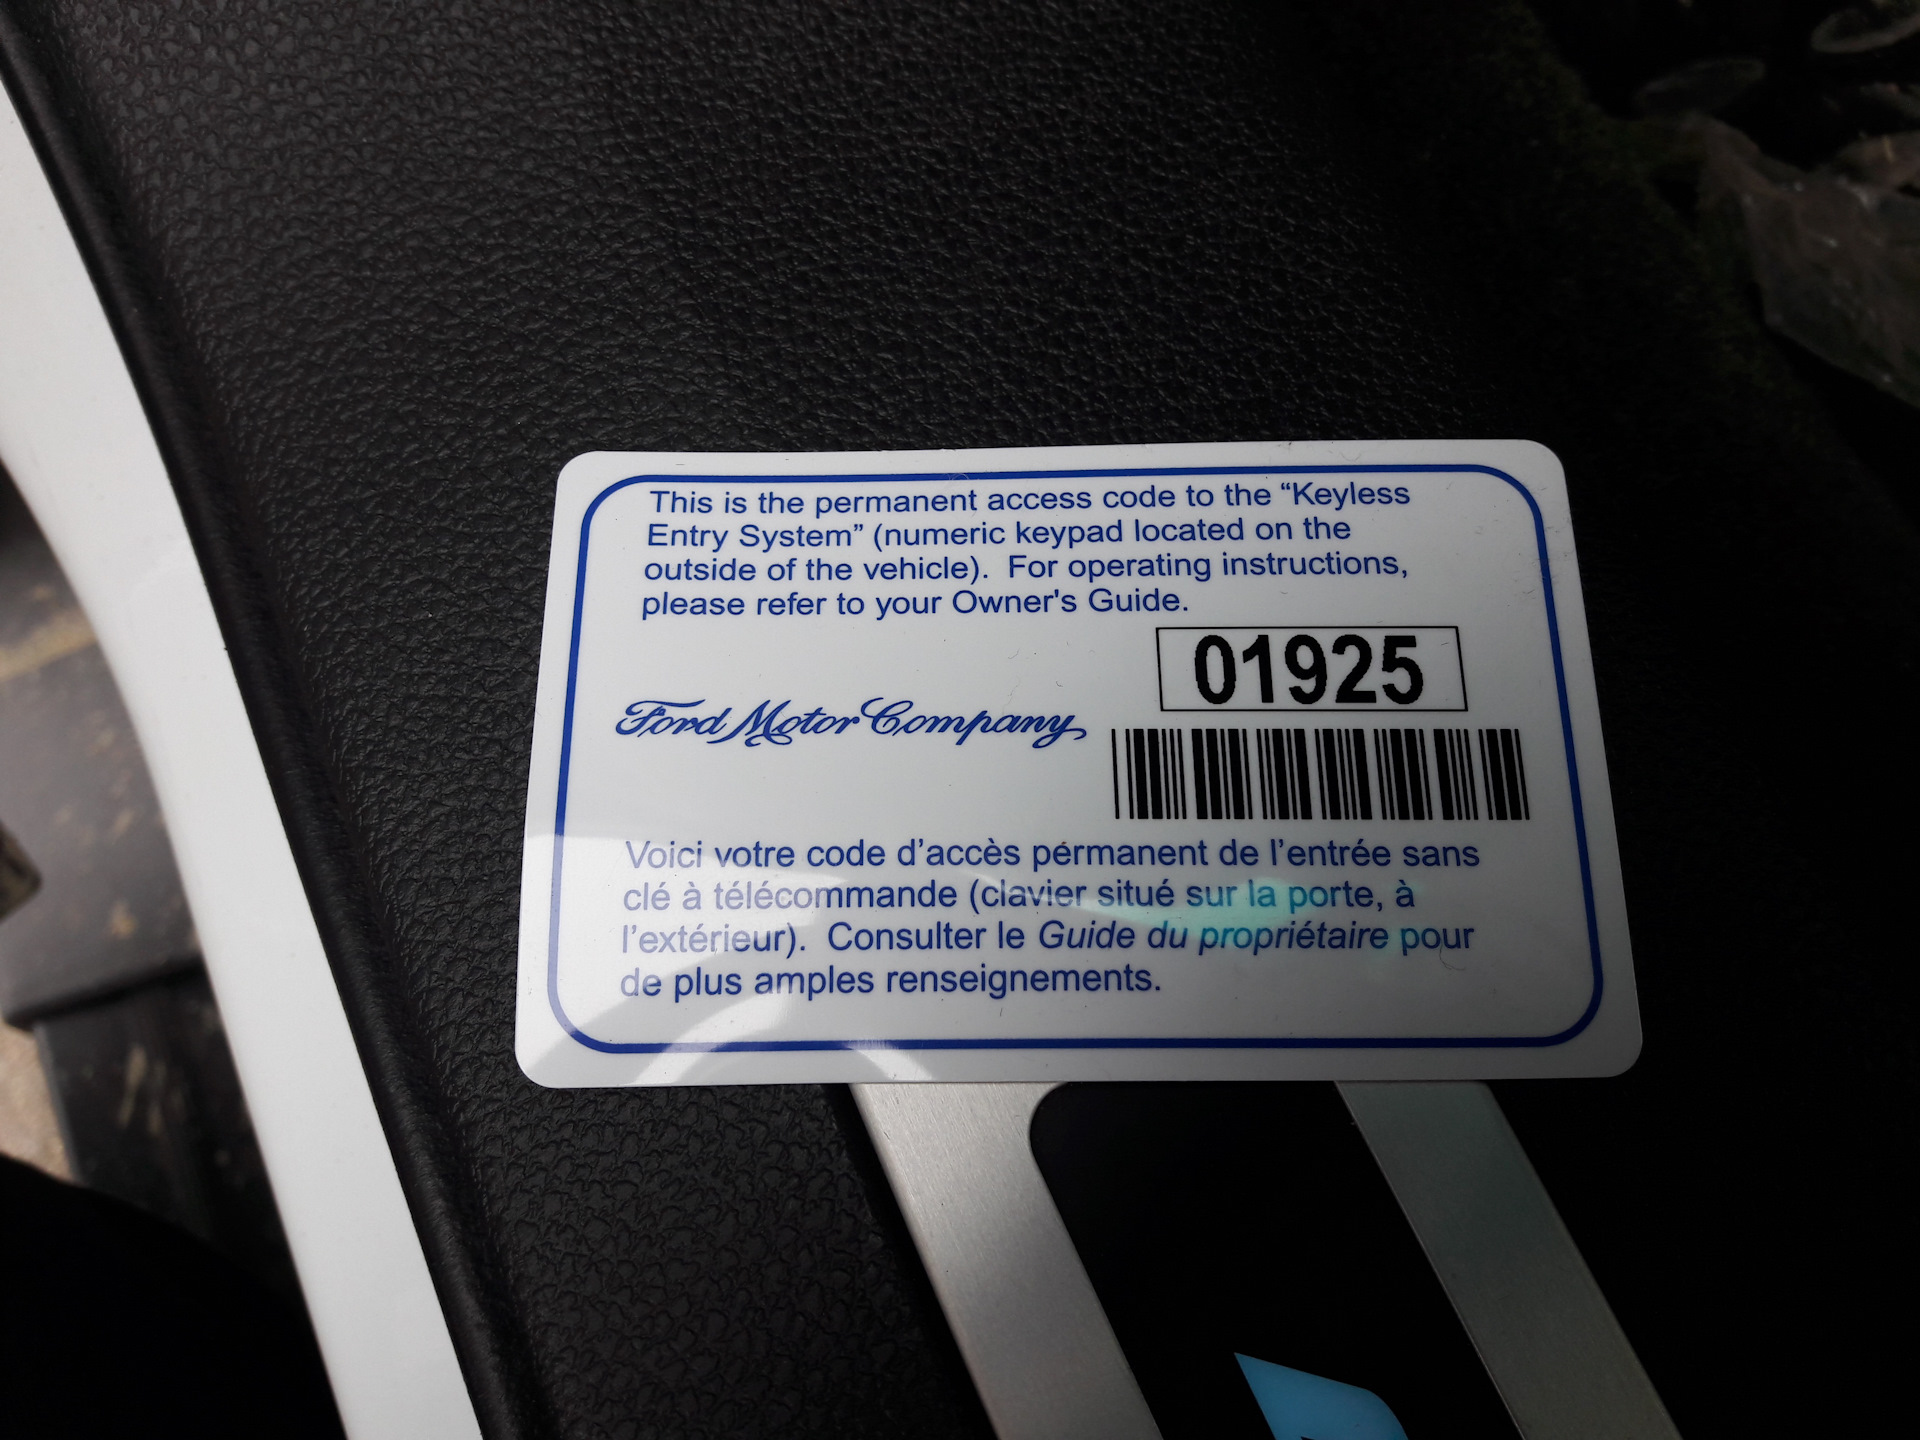 This is the permanent access code to the “Keyless
Entry System” (numeric keypad located on the
outside of the vehicle).  For operating instructions,
please refer to your Owner's Guide.
01925
Ford Motor Company
Voici votre code d’accès pérmanent de l’entrée sans
clé à télécommande (clavier situé sur la porte, à
l’extérieur).  Consulter le Guide du propriétaire pour
de plus amples renseignements.